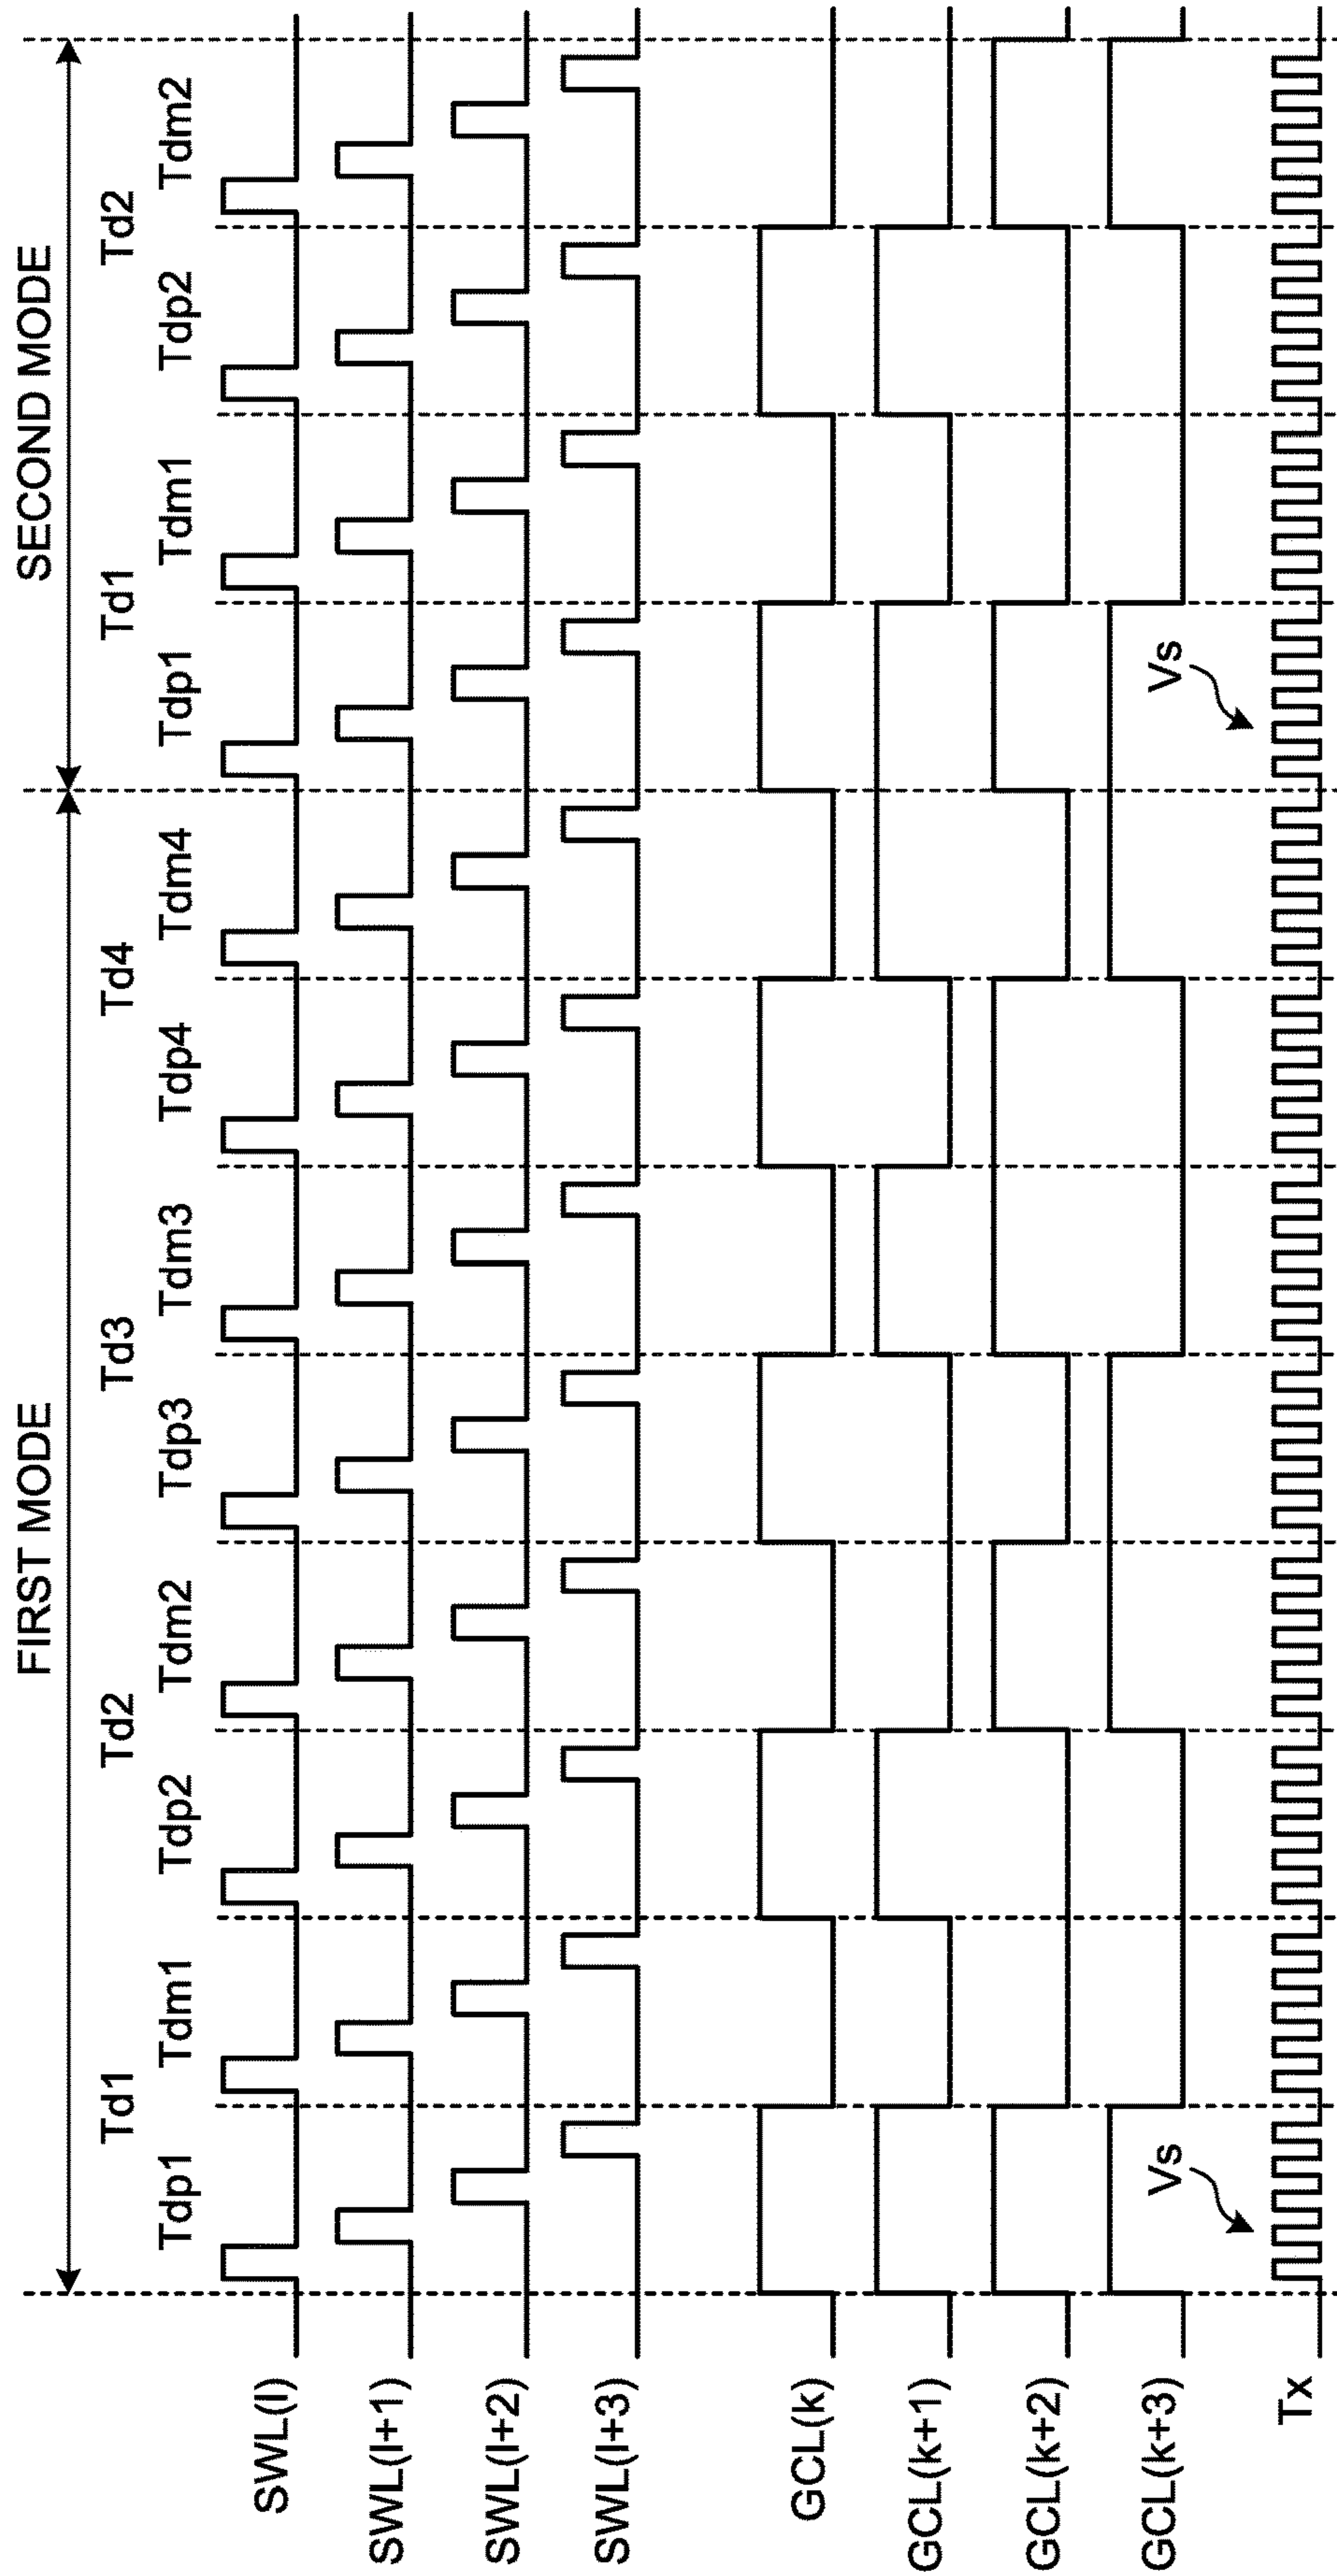 FIRST MODE
SECOND MODE
Td1
Td2
Td3
Td4
Td1
Td2
Tdp1
Tdm1
Tdp2
Tdm2
Tdp3
Tdm3
Tdp4
Tdm4
Tdp1
Tdm1
Tdp2
Tdm2
SWL(l)
SWL(l+1)
SWL(l+2)
SWL(l+3)
GCL(k)
GCL(k+1)
GCL(k+2)
GCL(k+3)
Vs
Vs
Tx